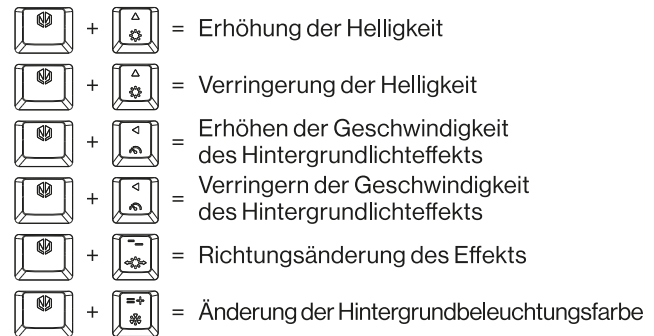 + = Erhöhung der Helligkeit
+ = Verringerung der Helligkeit
+ = Erhöhen der Geschwindigkeit
des Hintergrundlichteffekts
+ = Verringern der Geschwindigkeit
des Hintergrundlichteffekts
+ -- = Richtungsänderung des Effekts
+ =+ = Änderung der Hintergrundbeleuchtungsfarbe